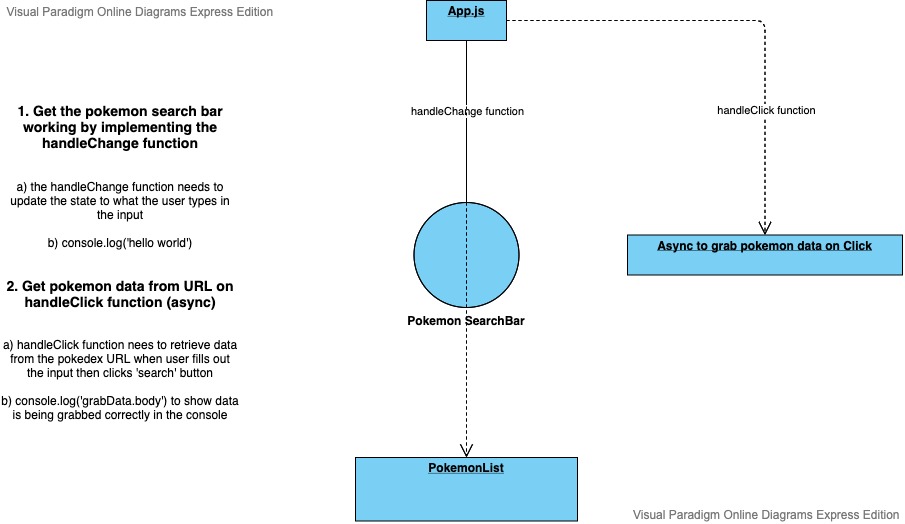 Visual Paradigm Online Diagrams Express Edition
App.js
1. Get the pokemon search bar
working by implementing the
handleChange function
handleChange function
handleClick function
a) the handleChange function needs to
update the state to what the user types in
the input
b) console.log('hello world')
Async to grab pokemon data on Click
2. Get pokemon data from URL on
handleClick function (async)
Pokemon SearchBar
a) handleClick function nees to retrieve data
from the pokedex URL when user fills out
the input then clicks 'search' button
b) console.log('grabData.body') to show data
is being grabbed correctly in the console
PokemonList
Visual Paradigm Online Diagrams Express Edition